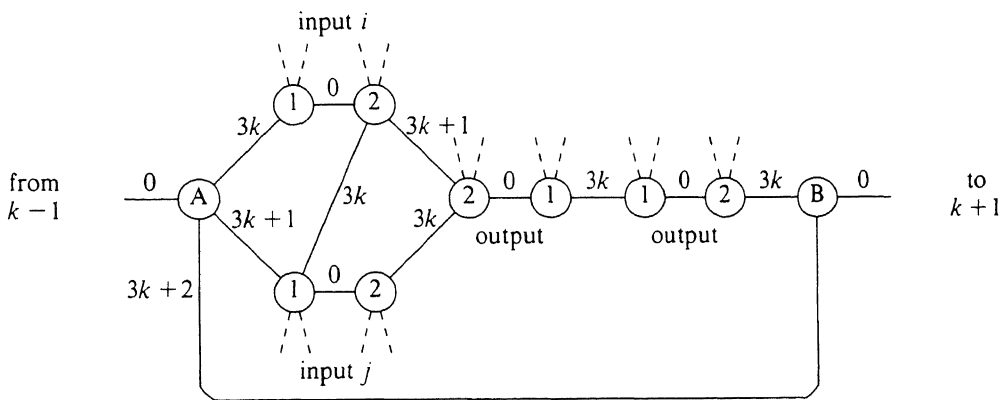 input i
0
1 2
3k 3k + 1
from
k – 1
0 A 3k 2 0 1 3k 1 0 2 3k B 0
to
k + 1
3k + 1 3k output output
3k + 2 0
1 2
input j